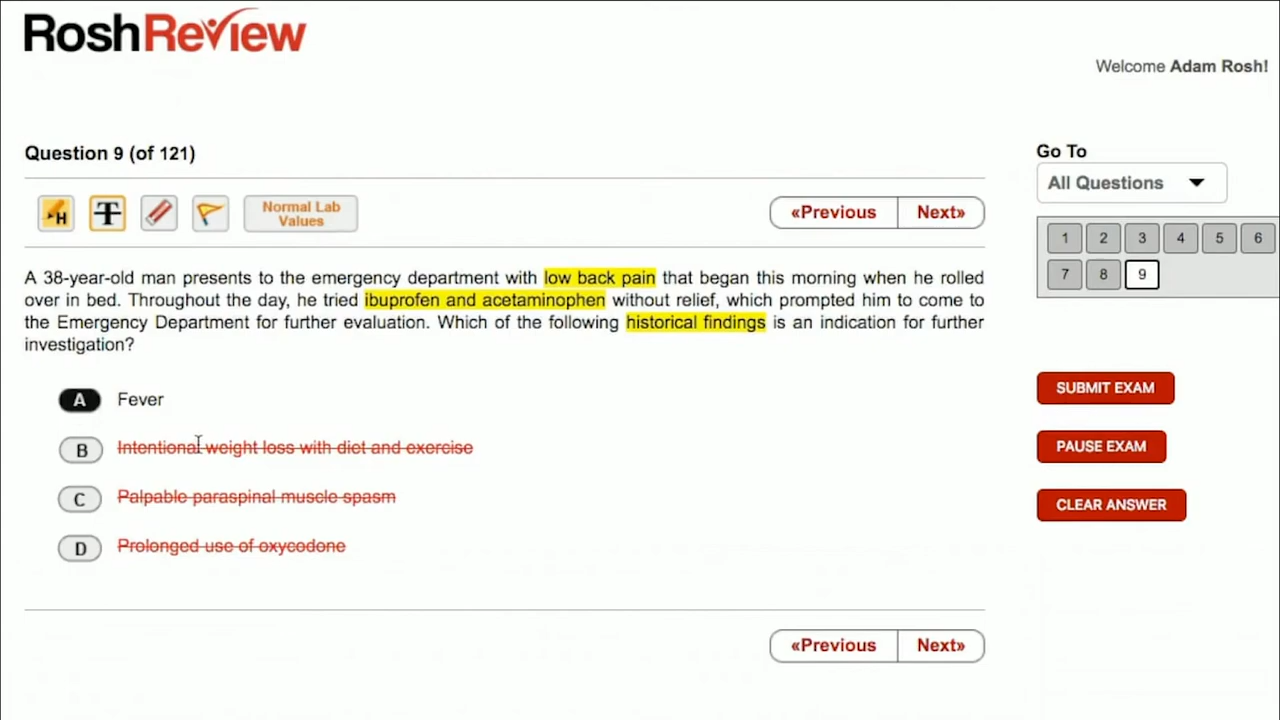 RoshReview
Welcome Adam Rosh!
Question 9 (of 121)
Go To
All Questions
H
T
Normal Lab
Values
«Previous
Next»
1 2 3 4 5 6
7 8 9
A 38-year-old man presents to the emergency department with low back pain that began this morning when he rolled
over in bed. Throughout the day, he tried ibuprofen and acetaminophen without relief, which prompted him to come to
the Emergency Department for further evaluation. Which of the following historical findings is an indication for further
investigation?
A Fever
B Intentional weight loss with diet and exercise
C Palpable paraspinal muscle spasm
D Prolonged use of oxycodone
SUBMIT EXAM
PAUSE EXAM
CLEAR ANSWER
«Previous
Next»